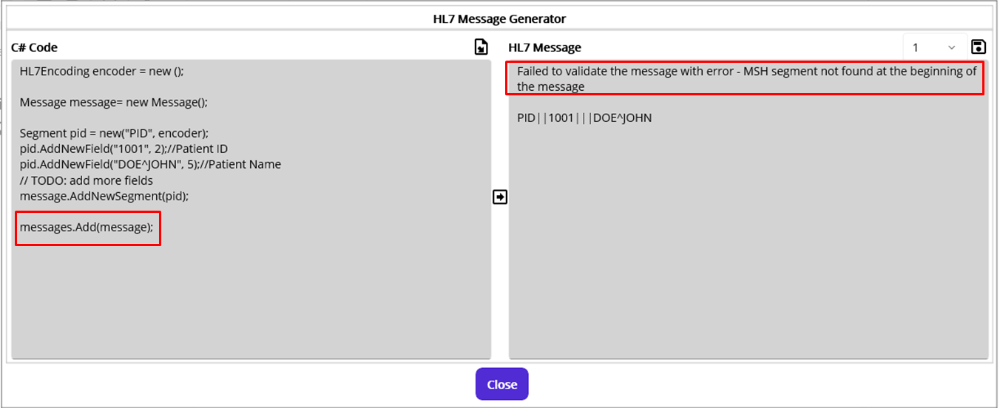 HL7 Message Generator
C# Code
HL7Encoding encoder = new ();
Message message= new Message();
Segment pid = new("PID", encoder);
pid.AddNewField("1001", 2);//Patient ID
pid.AddNewField("DOE^JOHN", 5);//Patient Name
// TODO: add more fields
message.AddNewSegment(pid);
messages.Add(message);
HL7 Message
1
Failed to validate the message with error - MSH segment not found at the beginning of
the message
PID||1001|||DOE^JOHN
Close